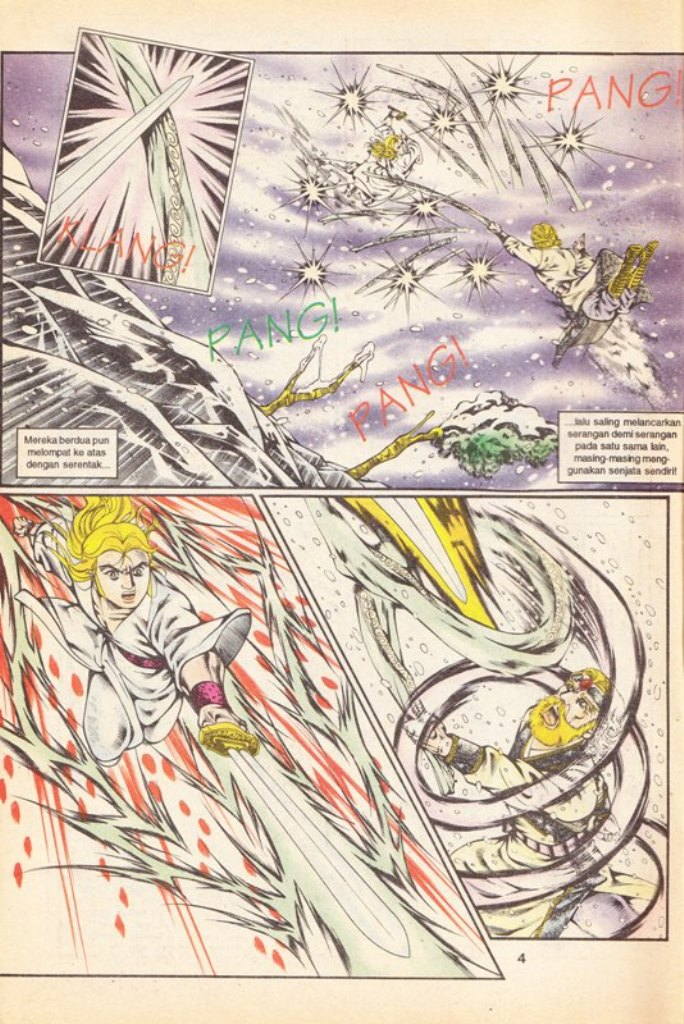 KLANG!
PANG!
PANG!
PANG!
Mereka berdua pun
melompat ke atas
dengan serentak...
....lalu saling melancarkan
serangan demi serangan
pada satu sama lain,
masing-masing meng-
gunakan senjata sendiri!
4